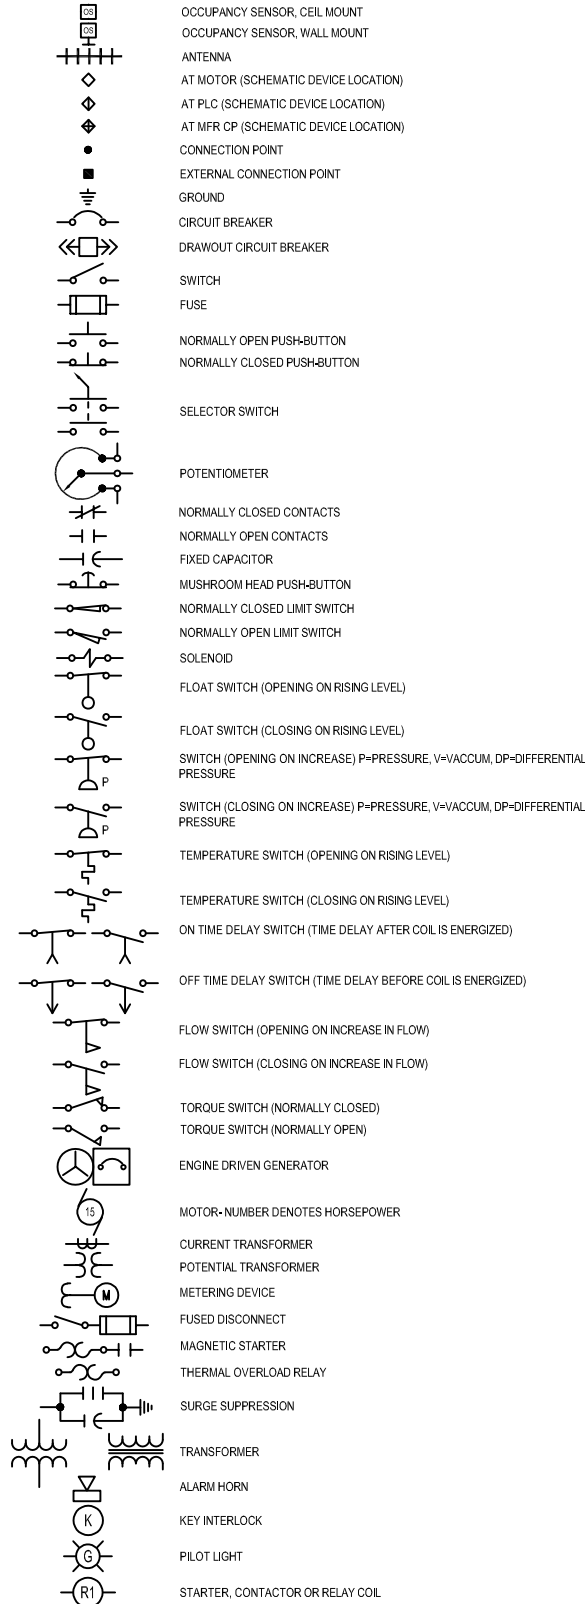 OS OCCUPANCY SENSOR, CEIL MOUNT
OS OCCUPANCY SENSOR, WALL MOUNT
ANTENNA
AT MOTOR (SCHEMATIC DEVICE LOCATION)
AT PLC (SCHEMATIC DEVICE LOCATION)
AT MFR CP (SCHEMATIC DEVICE LOCATION)
CONNECTION POINT
EXTERNAL CONNECTION POINT
GROUND
CIRCUIT BREAKER
DRAWOUT CIRCUIT BREAKER
SWITCH
FUSE
NORMALLY OPEN PUSH-BUTTON
NORMALLY CLOSED PUSH-BUTTON
SELECTOR SWITCH
POTENTIOMETER
NORMALLY CLOSED CONTACTS
NORMALLY OPEN CONTACTS
FIXED CAPACITOR
MUSHROOM HEAD PUSH-BUTTON
NORMALLY CLOSED LIMIT SWITCH
NORMALLY OPEN LIMIT SWITCH
SOLENOID
FLOAT SWITCH (OPENING ON RISING LEVEL)
FLOAT SWITCH (CLOSING ON RISING LEVEL)
SWITCH (OPENING ON INCREASE) P=PRESSURE, V=VACCUM, DP=DIFFERENTIAL
P PRESSURE
SWITCH (CLOSING ON INCREASE) P=PRESSURE, V=VACCUM, DP=DIFFERENTIAL
P PRESSURE
TEMPERATURE SWITCH (OPENING ON RISING LEVEL)
TEMPERATURE SWITCH (CLOSING ON RISING LEVEL)
ON TIME DELAY SWITCH (TIME DELAY AFTER COIL IS ENERGIZED)
OFF TIME DELAY SWITCH (TIME DELAY BEFORE COIL IS ENERGIZED)
FLOW SWITCH (OPENING ON INCREASE IN FLOW)
FLOW SWITCH (CLOSING ON INCREASE IN FLOW)
TORQUE SWITCH (NORMALLY CLOSED)
TORQUE SWITCH (NORMALLY OPEN)
ENGINE DRIVEN GENERATOR
15 MOTOR- NUMBER DENOTES HORSEPOWER
CURRENT TRANSFORMER
POTENTIAL TRANSFORMER
M METERING DEVICE
FUSED DISCONNECT
MAGNETIC STARTER
THERMAL OVERLOAD RELAY
SURGE SUPPRESSION
TRANSFORMER
ALARM HORN
K KEY INTERLOCK
G PILOT LIGHT
R1 STARTER, CONTACTOR OR RELAY COIL